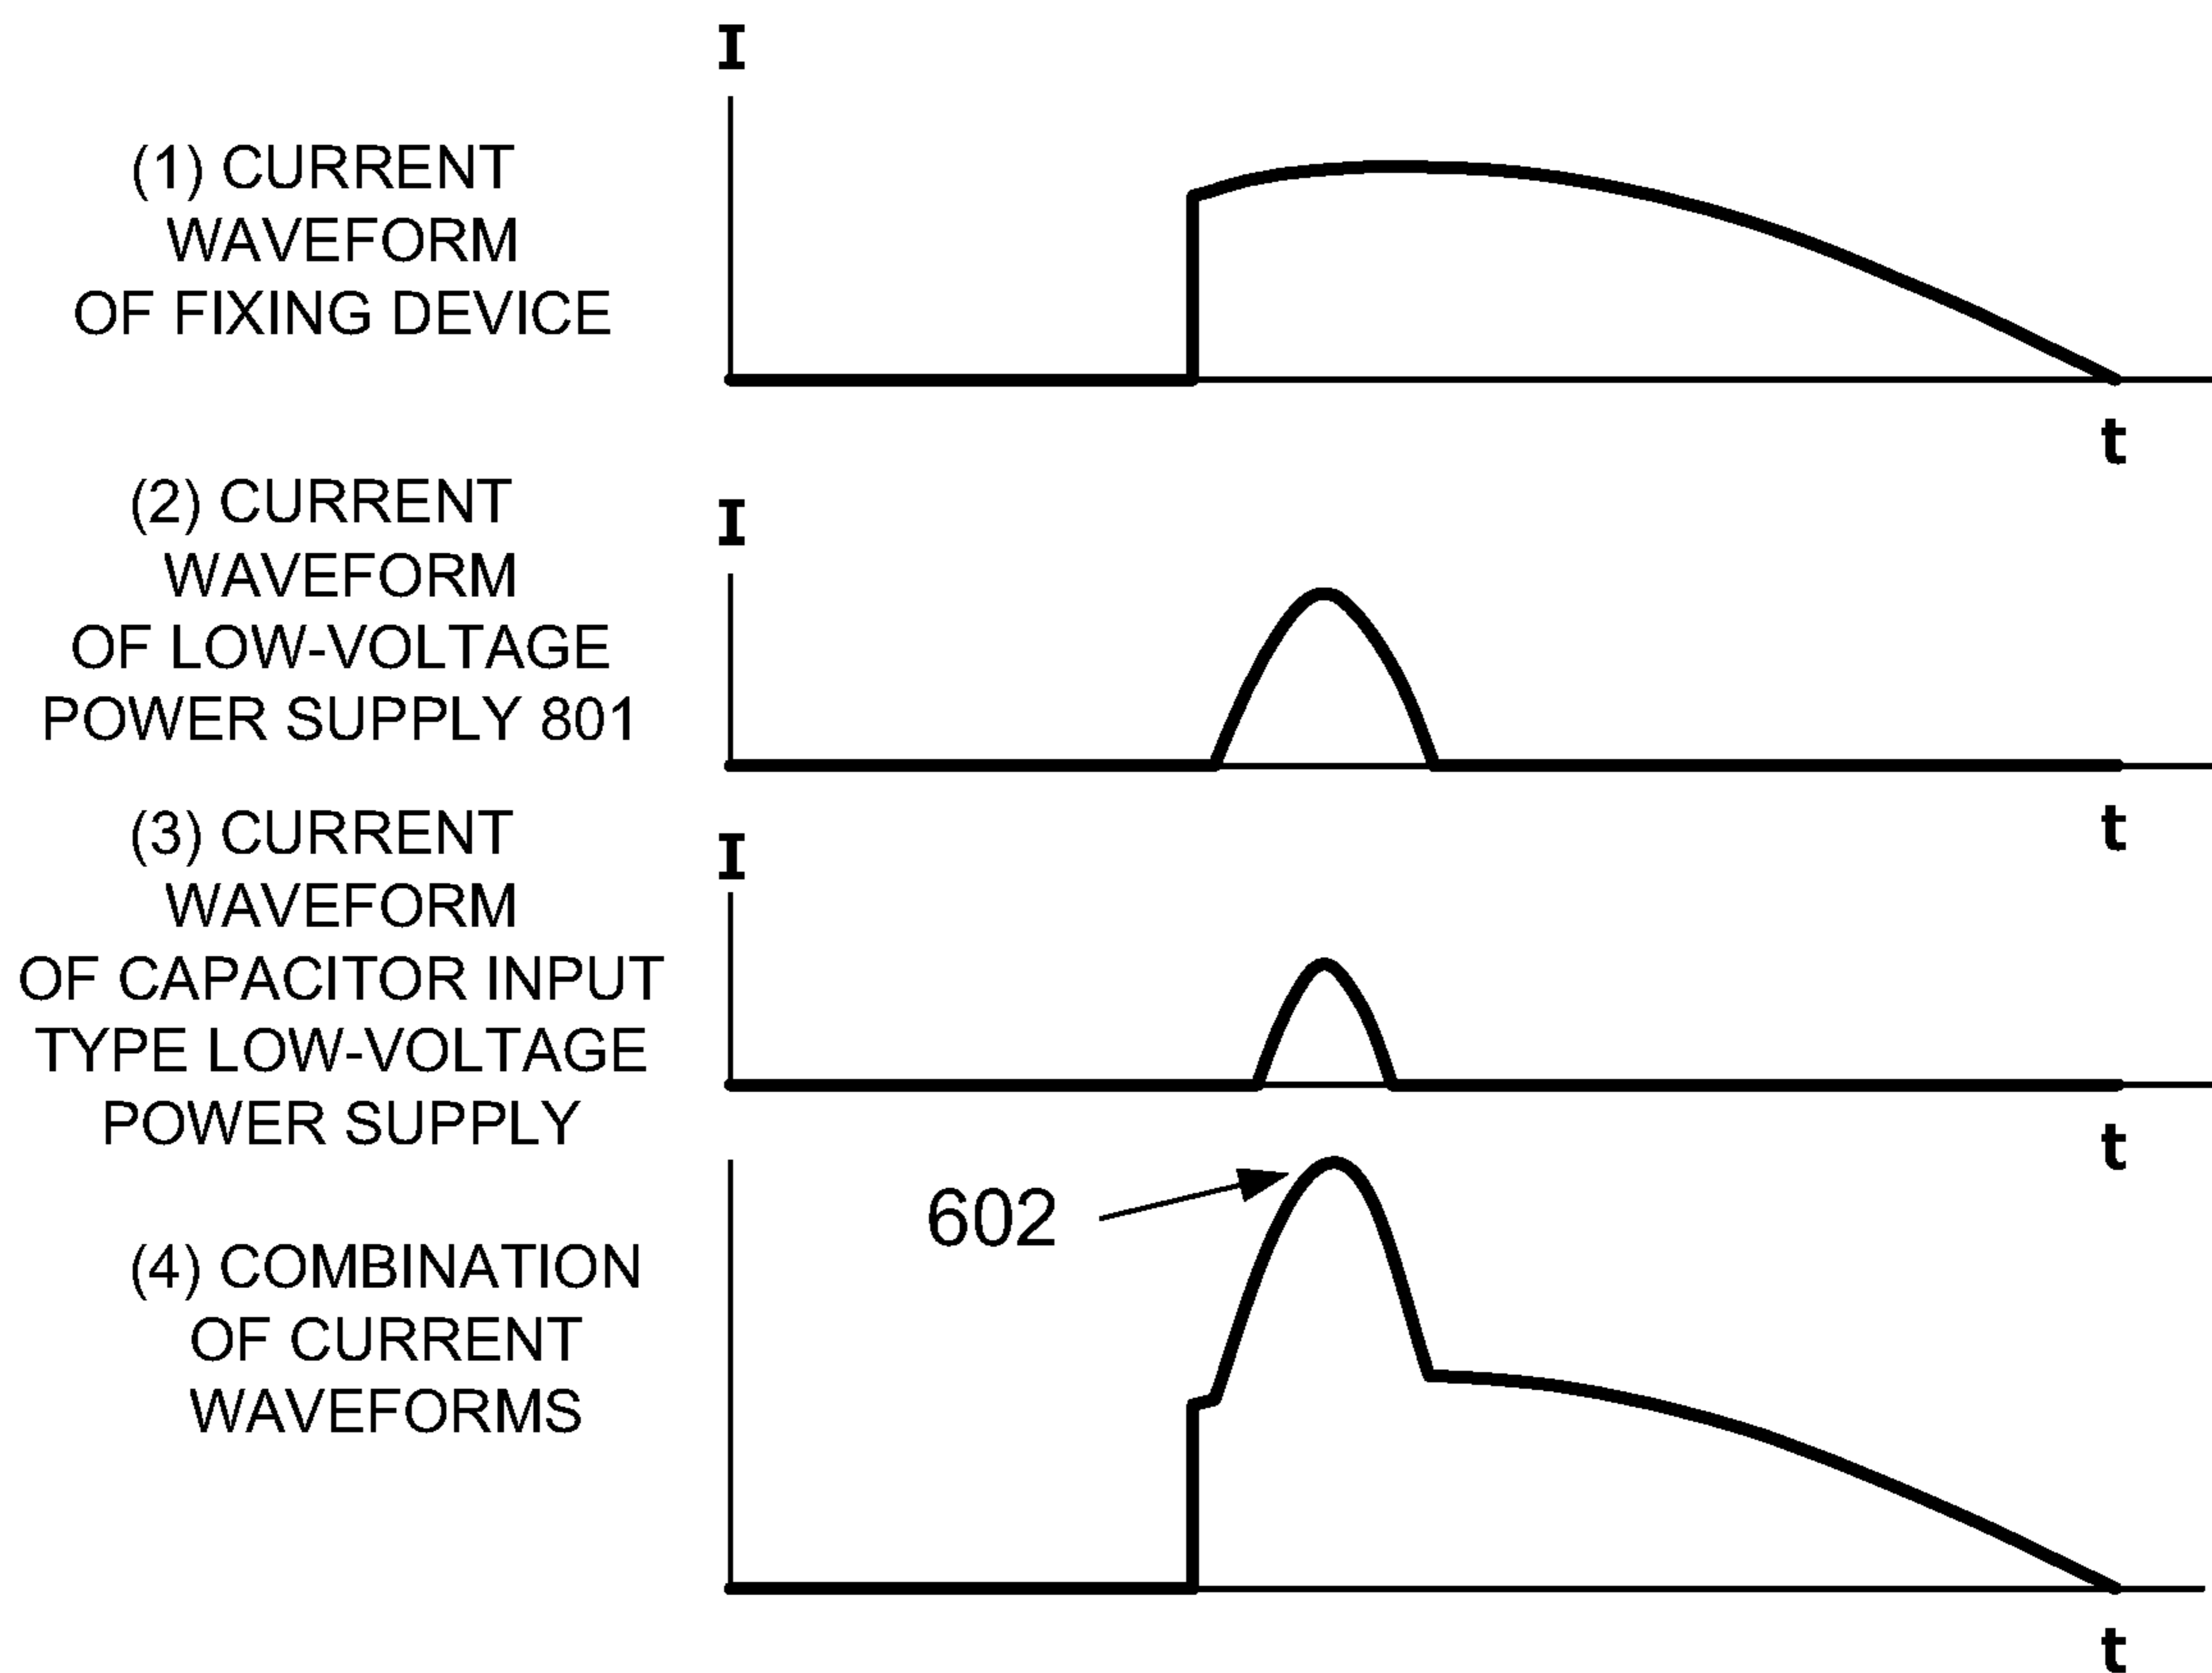 I
(1) CURRENT
WAVEFORM
OF FIXING DEVICE
t
(2) CURRENT
WAVEFORM
OF LOW-VOLTAGE
POWER SUPPLY 801
I
t
(3) CURRENT
WAVEFORM
OF CAPACITOR INPUT
TYPE LOW-VOLTAGE
POWER SUPPLY
I
t
602
(4) COMBINATION
OF CURRENT
WAVEFORMS
t